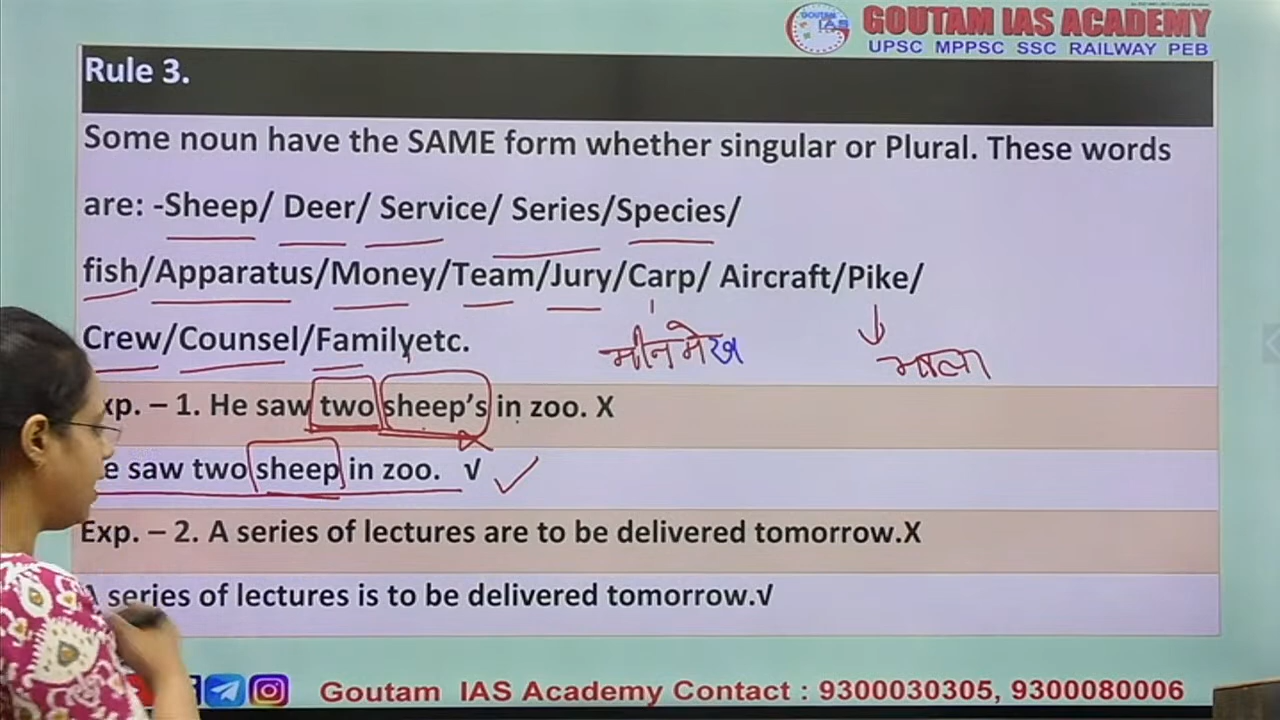 GOUTAM IAS ACADEMY
UPSC MPPSC SSC RAILWAY PEB
Rule 3.
Some noun have the SAME form whether singular or Plural. These words
are: -Sheep/ Deer/ Service/ Series/Species/
fish/Apparatus/Money/Team/Jury/Carp/ Aircraft/Pike/
Crew/Counsel/Familyetc.
मीन मेख भाला
xp. – 1. He saw two sheep's in zoo. X
e saw two sheep in zoo. √
Exp. – 2. A series of lectures are to be delivered tomorrow.X
A series of lectures is to be delivered tomorrow.√
Goutam IAS Academy Contact : 9300030305, 9300080006